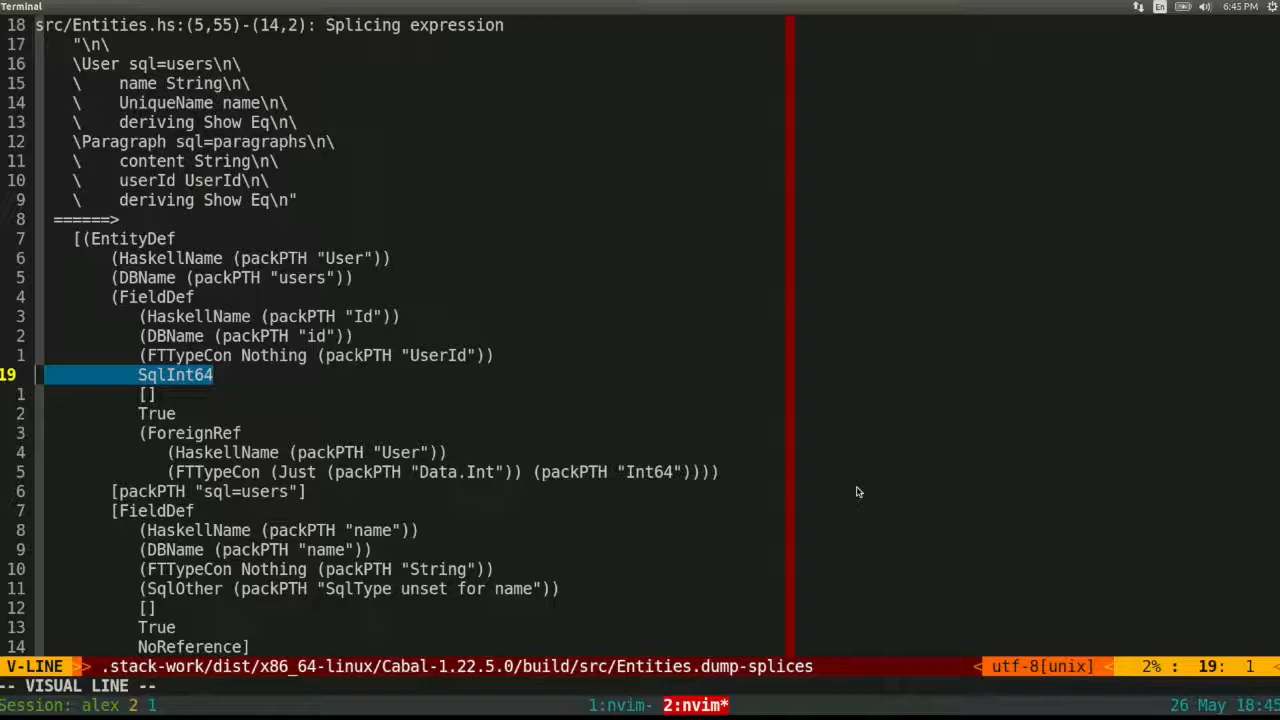 Terminal
En
6:45 PM
18 src/Entities.hs:(5,55)-(14,2): Splicing expression
17     "\n\
16     \User sql=users\n\
15     \    name String\n\
14     \    UniqueName name\n\
13     \    deriving Show Eq\n\
12     \Paragraph sql=paragraphs\n\
11     \    content String\n\
10     \    userId UserId\n\
9     \    deriving Show Eq\n"
8   ======>
7     [(EntityDef
6         (HaskellName (packPTH "User"))
5         (DBName (packPTH "users"))
4         (FieldDef
3            (HaskellName (packPTH "Id"))
2            (DBName (packPTH "id"))
1            (FTTypeCon Nothing (packPTH "UserId"))
19            SqlInt64
1            []
2            True
3            (ForeignRef
4               (HaskellName (packPTH "User"))
5               (FTTypeCon (Just (packPTH "Data.Int")) (packPTH "Int64"))))
6         [packPTH "sql=users"]
7         [FieldDef
8            (HaskellName (packPTH "name"))
9            (DBName (packPTH "name"))
10            (FTTypeCon Nothing (packPTH "String"))
11            (SqlOther (packPTH "SqlType unset for name"))
12            []
13            True
14            NoReference]
V-LINE >> .stack-work/dist/x86_64-linux/Cabal-1.22.5.0/build/src/Entities.dump-splices < utf-8[unix] < 2% : 19: 1 <
-- VISUAL LINE --
Session: alex 2 1 1:nvim- 2:nvim* 26 May 18:45